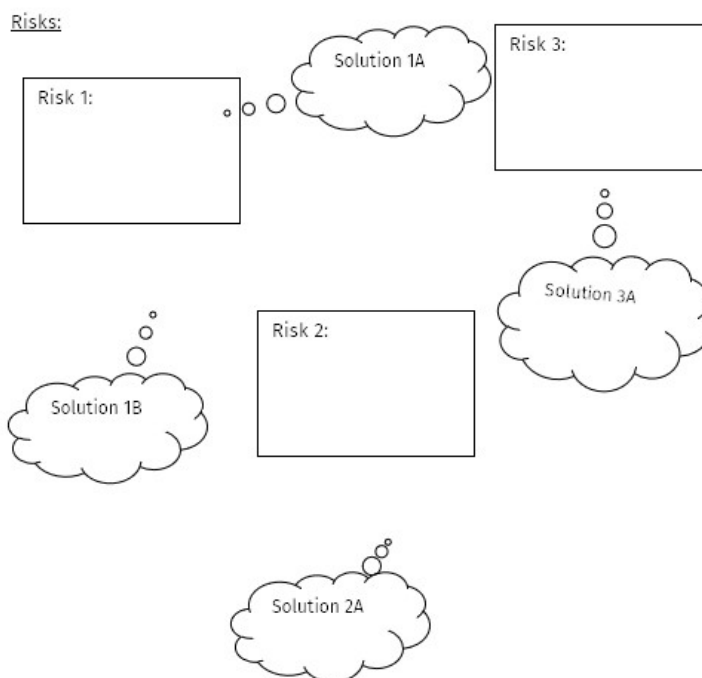 Risks:
Solution 1A
Risk 3:
Risk 1:
Solution 3A
Risk 2:
Solution 1B
Solution 2A